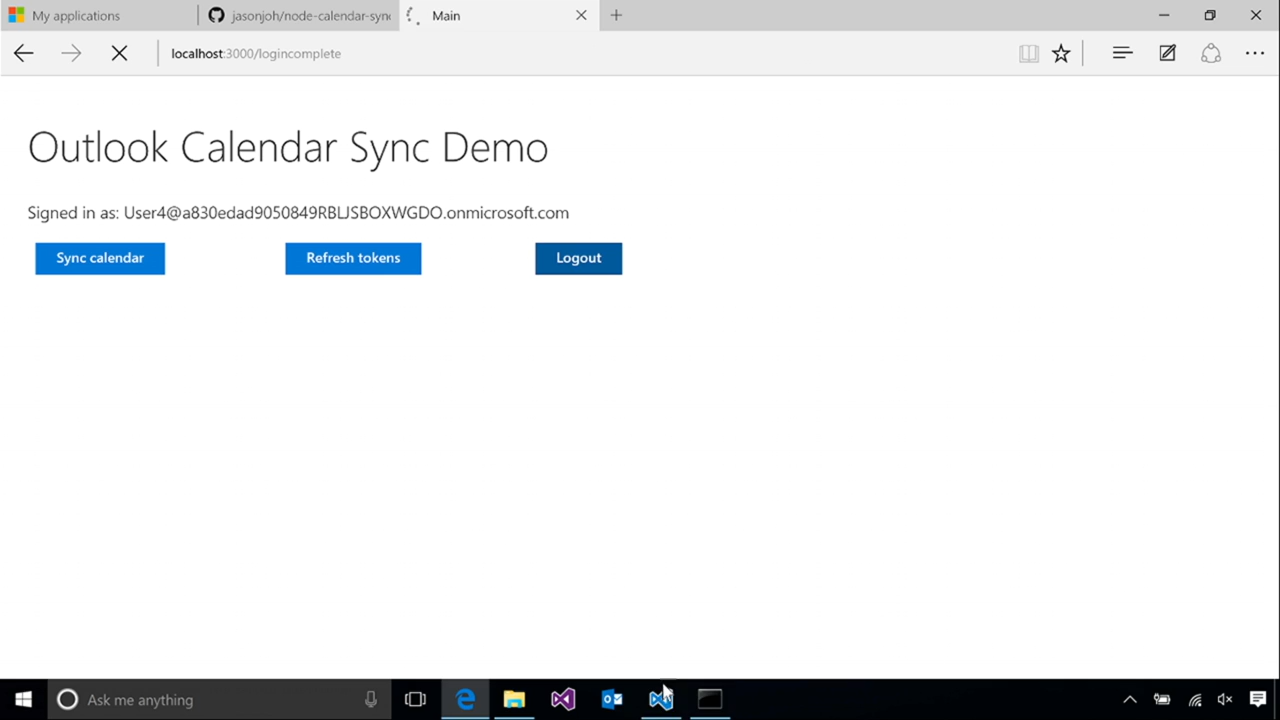 My applications
jasonjoh/node-calendar-sync
Main
localhost:3000/logincomplete
Outlook Calendar Sync Demo
Signed in as: User4@a830edad9050849RBLJSBOXWGDO.onmicrosoft.com
Sync calendar
Refresh tokens
Logout
Ask me anything